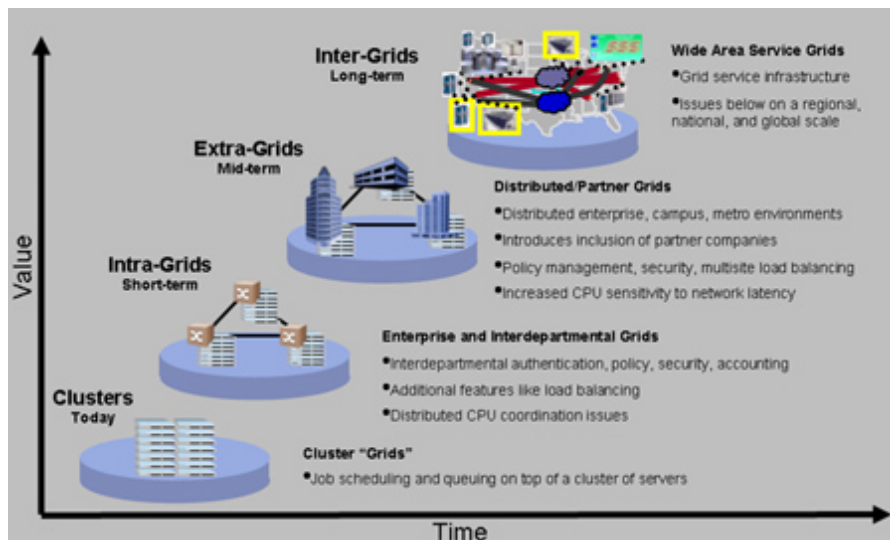 Inter-Grids
Long-term
$$$
Wide Area Service Grids
•Grid service infrastructure
•Issues below on a regional,
national, and global scale
Extra-Grids
Mid-term
Distributed/Partner Grids
•Distributed enterprise, campus, metro environments
•Introduces inclusion of partner companies
•Policy management, security, multisite load balancing
•Increased CPU sensitivity to network latency
Intra-Grids
Short-term
Enterprise and Interdepartmental Grids
•Interdepartmental authentication, policy, security, accounting
•Additional features like load balancing
•Distributed CPU coordination issues
Clusters
Today
Cluster “Grids”
•Job scheduling and queuing on top of a cluster of servers
Value
Time